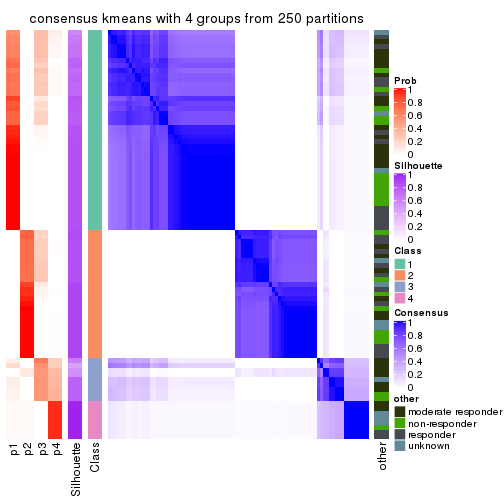 consensus kmeans with 4 groups from 250 partitions
Prob
1
0.8
0.6
0.4
0.2
0
Silhouette
1
0.8
0.6
0.4
0.2
0
Class
1
2
3
4
Consensus
1
0.8
0.6
0.4
0.2
0
other
moderate responder
non-responder
responder
unknown
p1
p2
p3
p4
Silhouette
Class
other